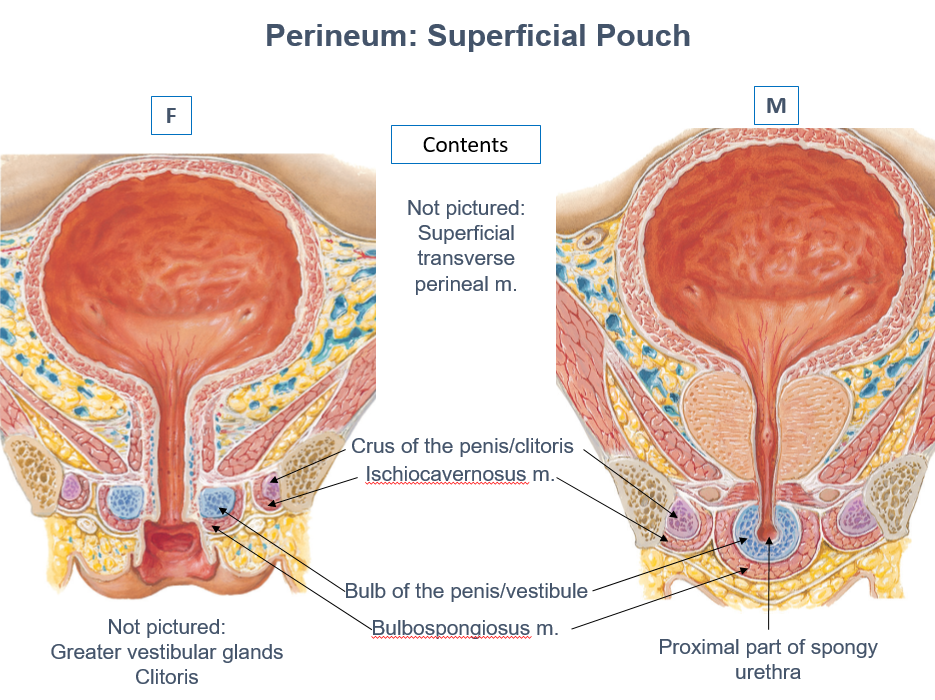 Perineum: Superficial Pouch
F
M
Contents
Not pictured:
Superficial
transverse
perineal m.
Crus of the penis/clitoris
Ischiocavernosus m.
Bulb of the penis/vestibule
Bulbospongiosus m.
Not pictured:
Greater vestibular glands
Clitoris
Proximal part of spongy
urethra